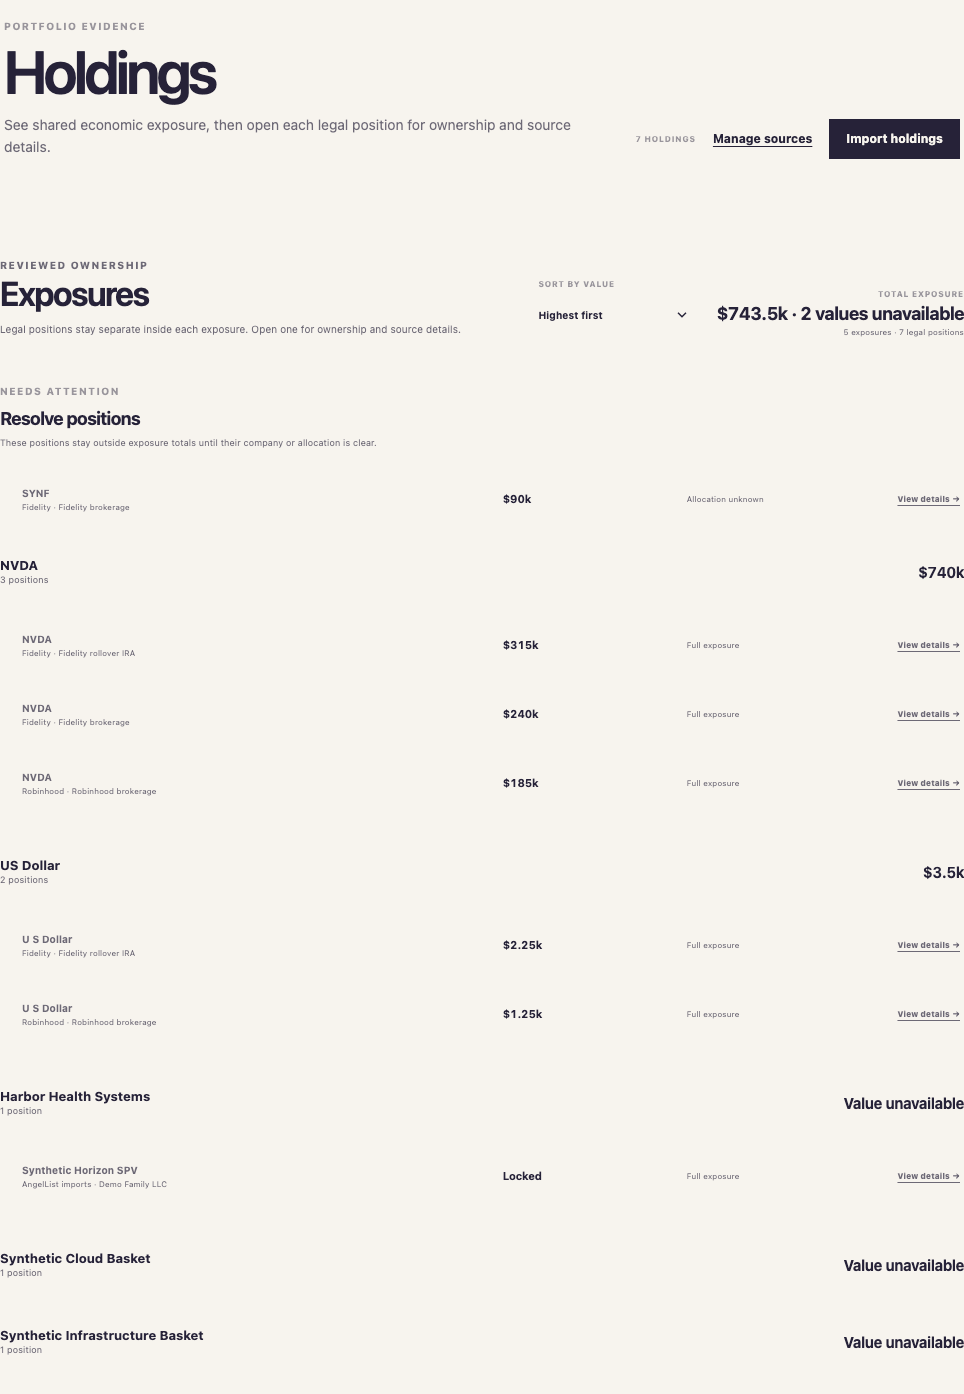 PORTFOLIO EVIDENCE
Holdings
See shared economic exposure, then open each legal position for ownership and source
details.
7 HOLDINGS
Manage sources
Import holdings
REVIEWED OWNERSHIP
Exposures
Legal positions stay separate inside each exposure. Open one for ownership and source details.
SORT BY VALUE
Highest first
TOTAL EXPOSURE
$743.5k · 2 values unavailable
5 exposures · 7 legal positions
NEEDS ATTENTION
Resolve positions
These positions stay outside exposure totals until their company or allocation is clear.
SYNF
Fidelity · Fidelity brokerage
$90k
Allocation unknown
View details →
NVDA
3 positions
$740k
NVDA
Fidelity · Fidelity rollover IRA
$315k
Full exposure
View details →
NVDA
Fidelity · Fidelity brokerage
$240k
Full exposure
View details →
NVDA
Robinhood · Robinhood brokerage
$185k
Full exposure
View details →
US Dollar
2 positions
$3.5k
U S Dollar
Fidelity · Fidelity rollover IRA
$2.25k
Full exposure
View details →
U S Dollar
Robinhood · Robinhood brokerage
$1.25k
Full exposure
View details →
Harbor Health Systems
1 position
Value unavailable
Synthetic Horizon SPV
AngelList imports · Demo Family LLC
Locked
Full exposure
View details →
Synthetic Cloud Basket
1 position
Value unavailable
Synthetic Infrastructure Basket
1 position
Value unavailable